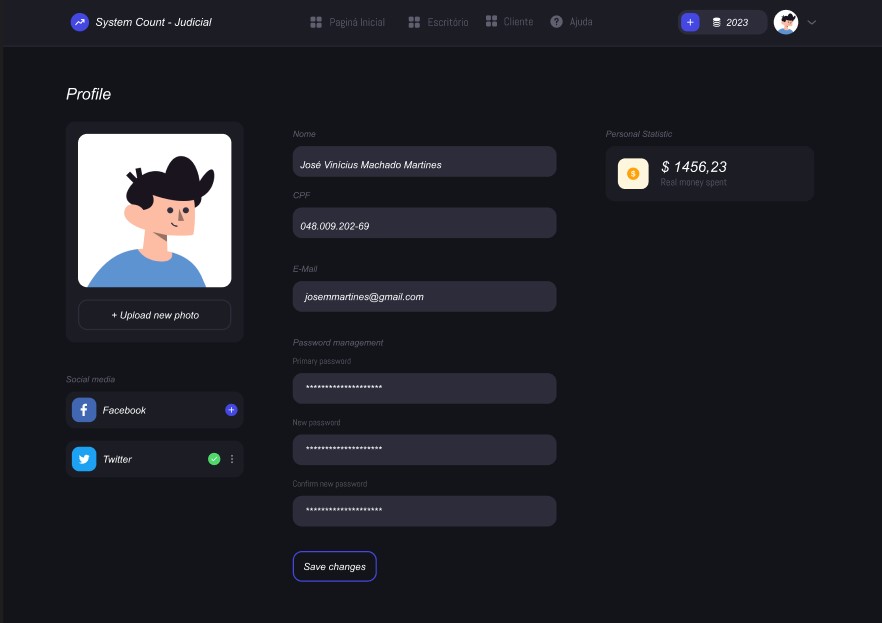 System Count - Judicial
Paginá Inicial
Escritório
Cliente
Ajuda
2023
Profile
+ Upload new photo
Social media
Facebook
Twitter
Nome
José Vinícius Machado Martines
CPF
048.009.202-69
E-Mail
josemmartines@gmail.com
Password management
Primary password
********************
New password
********************
Confirm new password
********************
Save changes
Personal Statistic
$ 1456,23
Real money spent